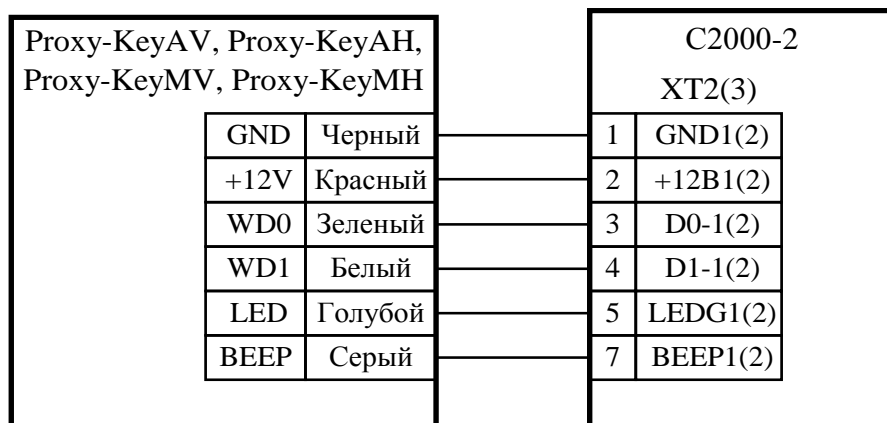 Proxy-KeyAV, Proxy-KeyAH,
Proxy-KeyMV, Proxy-KeyMH
C2000-2
XT2(3)
GND Черный 1 GND1(2)
+12V Красный 2 +12B1(2)
WD0 Зеленый 3 D0-1(2)
WD1 Белый 4 D1-1(2)
LED Голубой 5 LEDG1(2)
BEEP Серый 7 BEEP1(2)